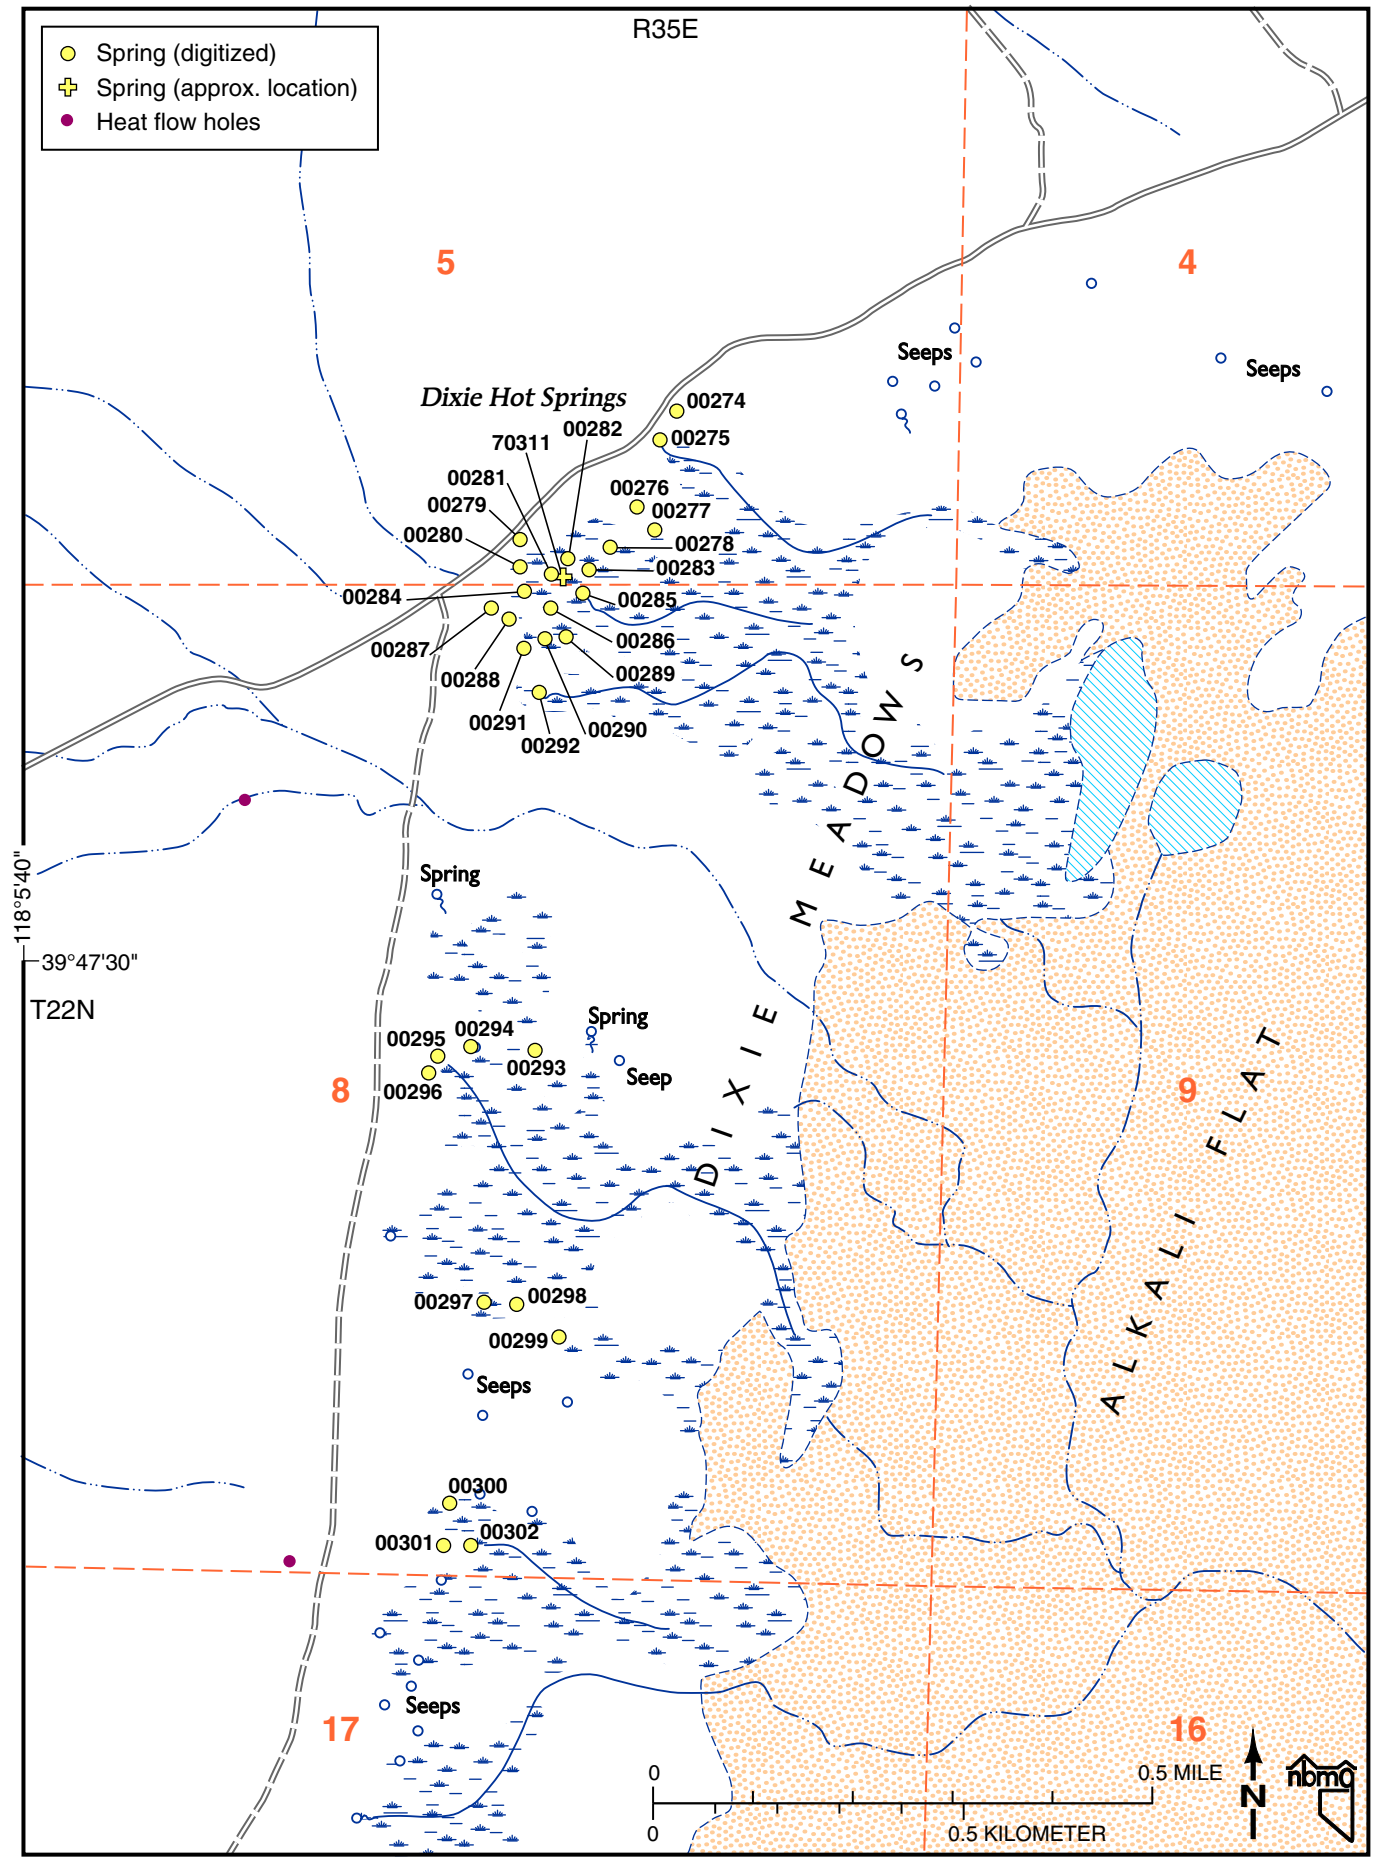 R35E
Spring (digitized)
Spring (approx. location)
Heat flow holes
5
4
Seeps
Seeps
Dixie Hot Springs
00274
00282
00275
70311
00281
00276
00279
00277
00280
00278
00283
00284
00285
00286
00287
00288
00289
00291
00290
00292
DIXIE MEADOWS
Spring
118°5'40"
39°47'30"
T22N
Spring
00294
00295
00293
Seep
00296
8
9
ALKALI FLAT
00297
00298
00299
Seeps
00300
00302
00301
Seeps
17
16
0
0.5 MILE
N
nbmg
0
0.5 KILOMETER